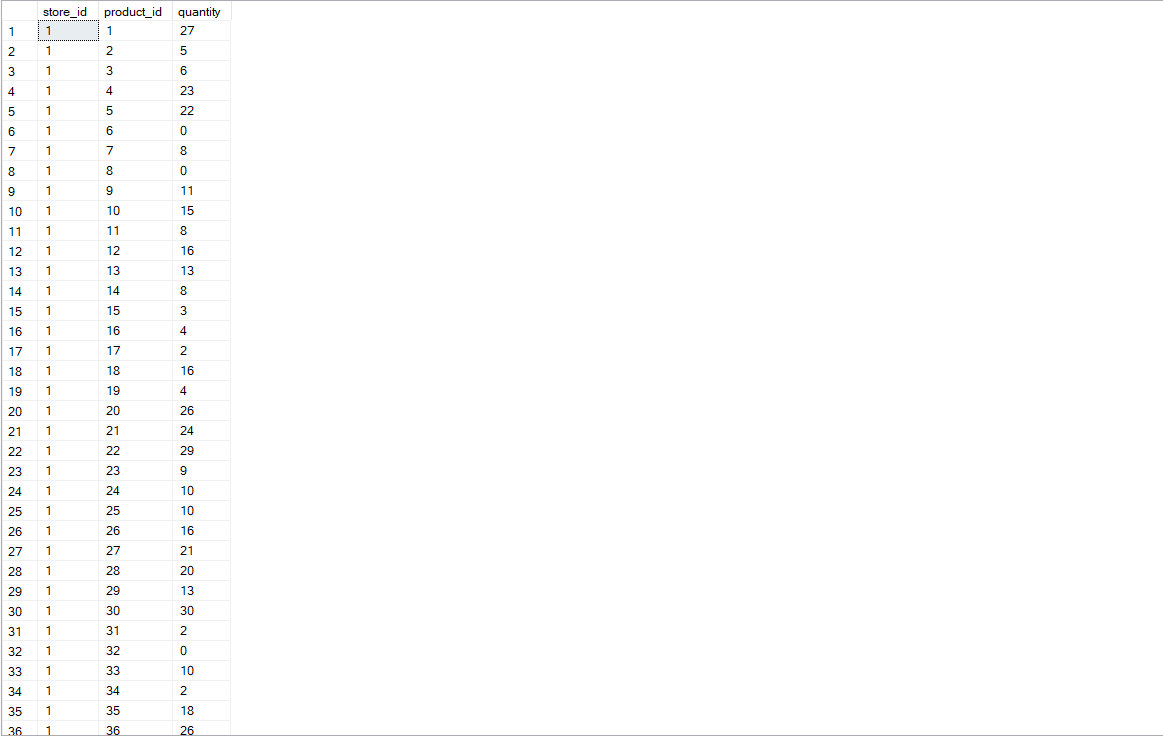 store_id product_id quantity
1 1 1 27
2 1 2 5
3 1 3 6
4 1 4 23
5 1 5 22
6 1 6 0
7 1 7 8
8 1 8 0
9 1 9 11
10 1 10 15
11 1 11 8
12 1 12 16
13 1 13 13
14 1 14 8
15 1 15 3
16 1 16 4
17 1 17 2
18 1 18 16
19 1 19 4
20 1 20 26
21 1 21 24
22 1 22 29
23 1 23 9
24 1 24 10
25 1 25 10
26 1 26 16
27 1 27 21
28 1 28 20
29 1 29 13
30 1 30 30
31 1 31 2
32 1 32 0
33 1 33 10
34 1 34 2
35 1 35 18
36 1 36 26